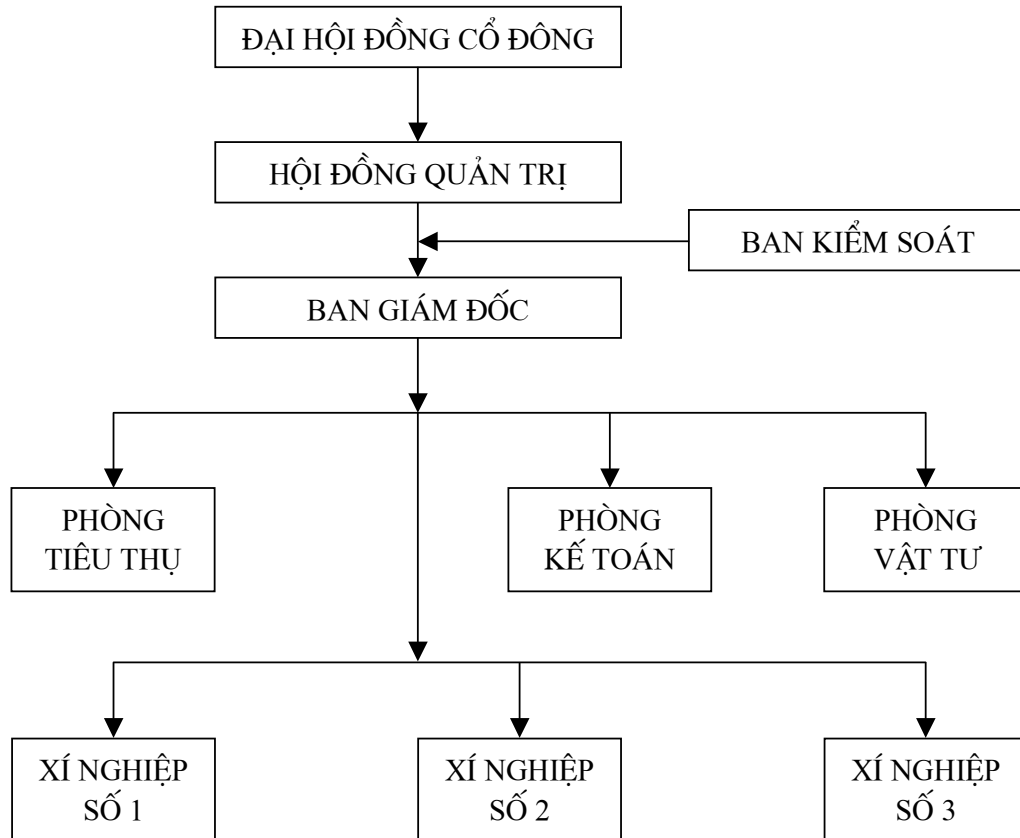 ĐẠI HỘI ĐỒNG CỔ ĐÔNG
HỘI ĐỒNG QUẢN TRỊ
BAN KIỂM SOÁT
BAN GIÁM ĐỐC
PHÒNG
TIÊU THỤ
PHÒNG
KẾ TOÁN
PHÒNG
VẬT TƯ
XÍ NGHIỆP
SỐ 1
XÍ NGHIỆP
SỐ 2
XÍ NGHIỆP
SỐ 3